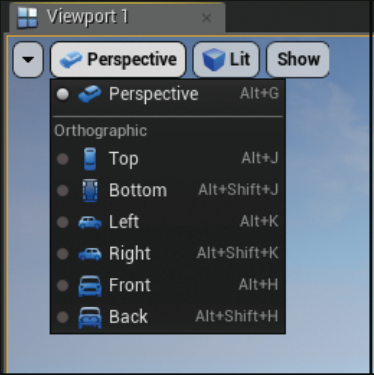 Viewport 1
Perspective Lit Show
Perspective Alt+G
Orthographic
Top Alt+J
Bottom Alt+Shift+J
Left Alt+K
Right Alt+Shift+K
Front Alt+H
Back Alt+Shift+H